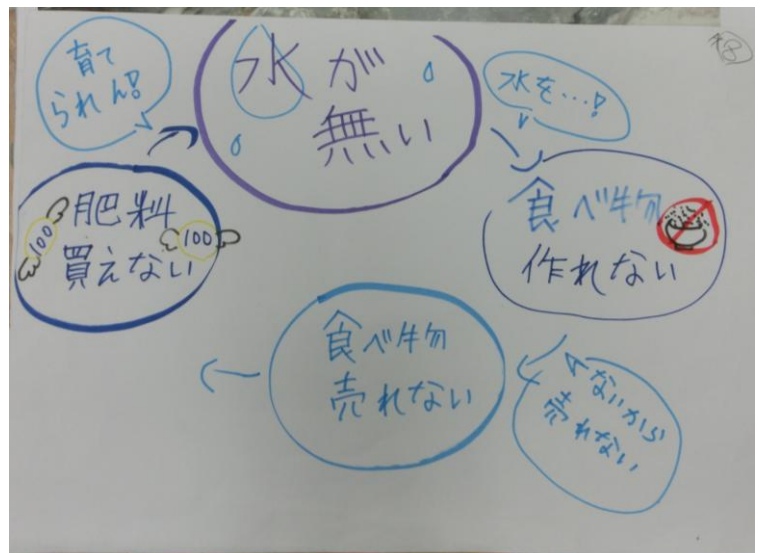 育て
られん!
水が
無い
水を…!
食べ物
作れない
ないから
売れない
食べ物
売れない
肥料
買えない
100
100